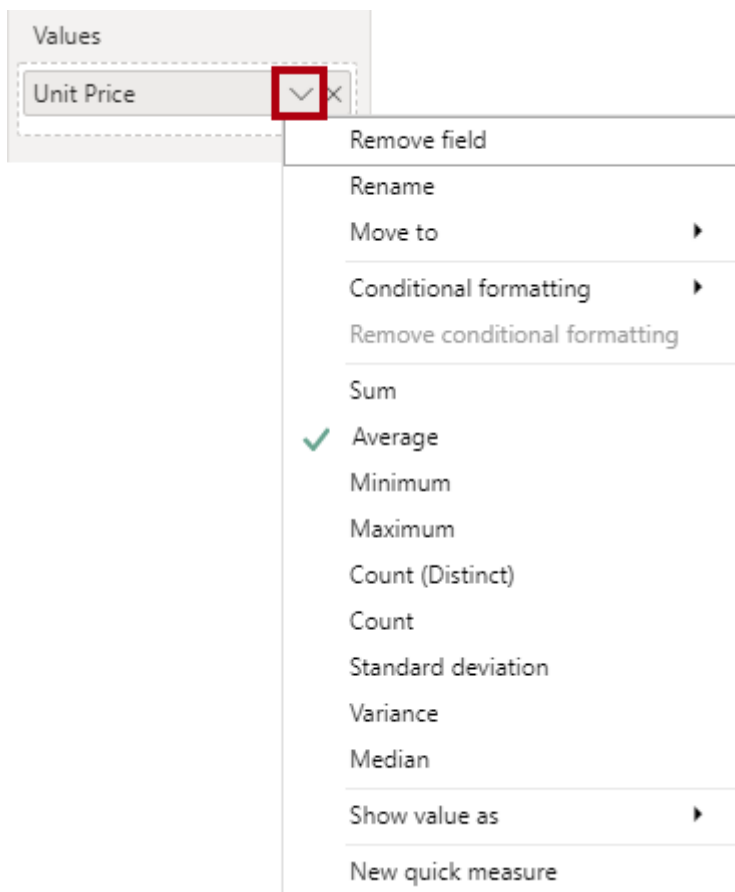 Values
Unit Price
Remove field
Rename
Move to
Conditional formatting
Remove conditional formatting
Sum
Average
Minimum
Maximum
Count (Distinct)
Count
Standard deviation
Variance
Median
Show value as
New quick measure